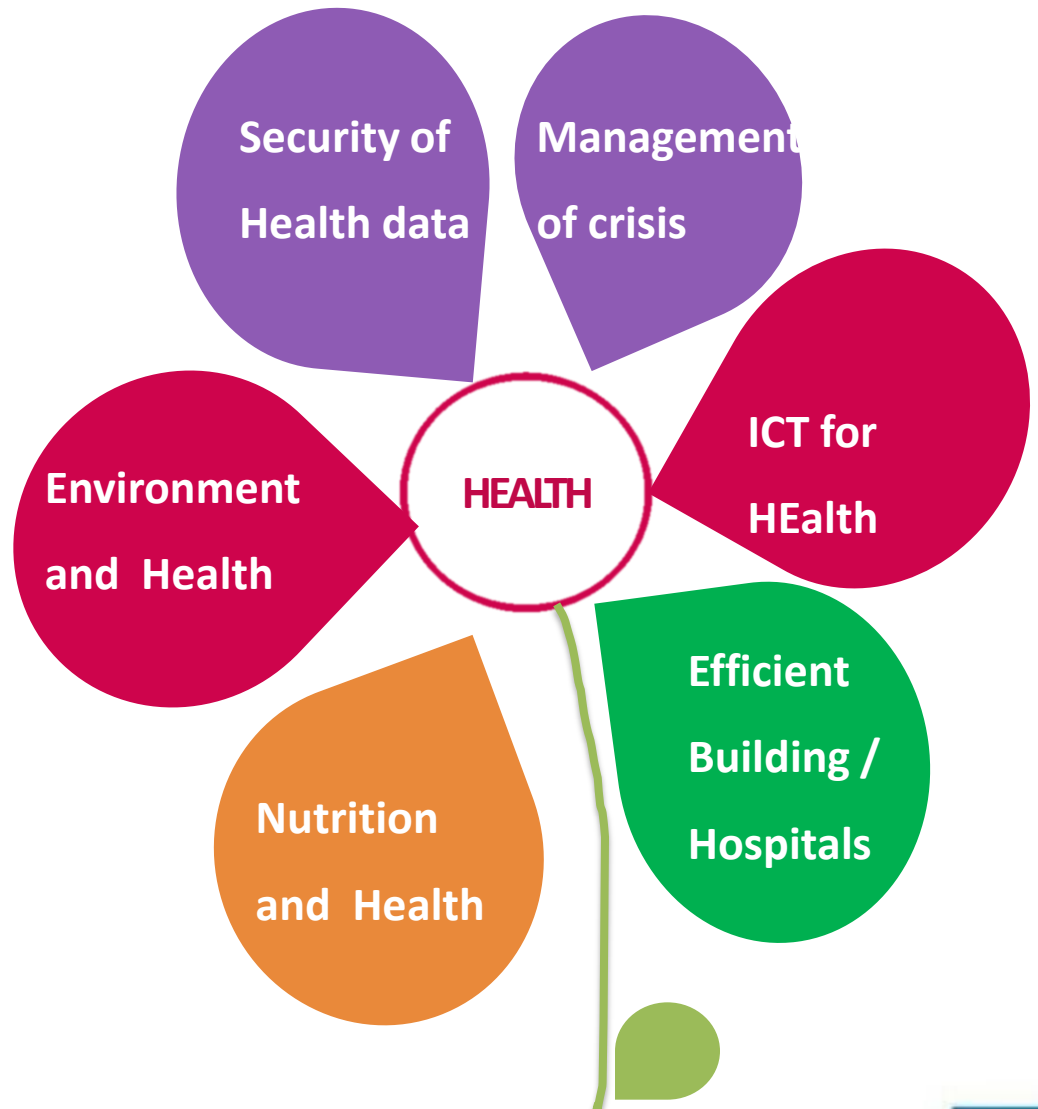 Security of
Health data
Management
of crisis
ICT for
HEalth
HEALTH
Environment
and  Health
Efficient
Building /
Hospitals
Nutrition
and  Health